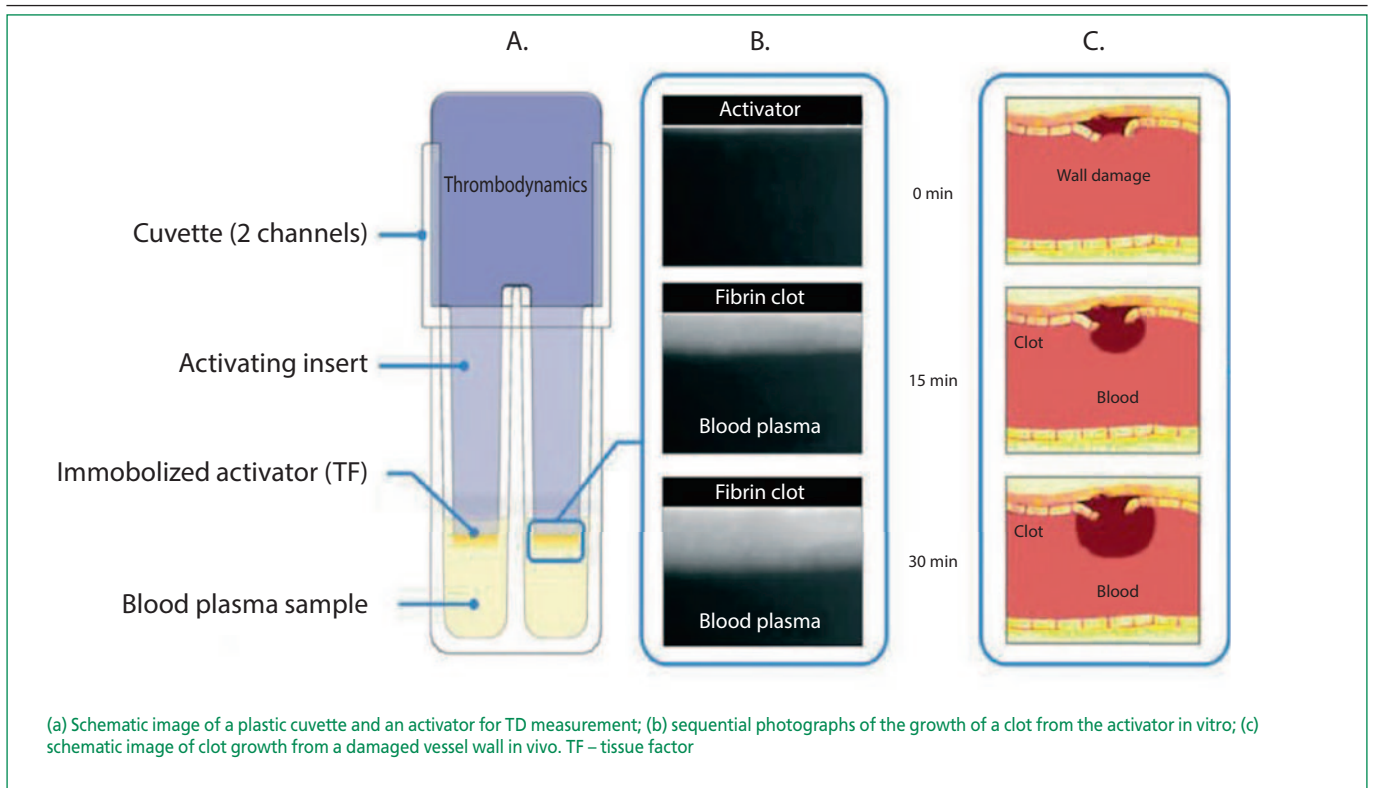 A.
B.
C.
Thrombodynamics
Cuvette (2 channels)
Activating insert
Immobolized activator (TF)
Blood plasma sample
Activator
Fibrin clot
Blood plasma
Fibrin clot
Blood plasma
0 min
15 min
30 min
Wall damage
Clot
Blood
Clot
Blood
(a) Schematic image of a plastic cuvette and an activator for TD measurement; (b) sequential photographs of the growth of a clot from the activator in vitro; (c)
schematic image of clot growth from a damaged vessel wall in vivo. TF – tissue factor